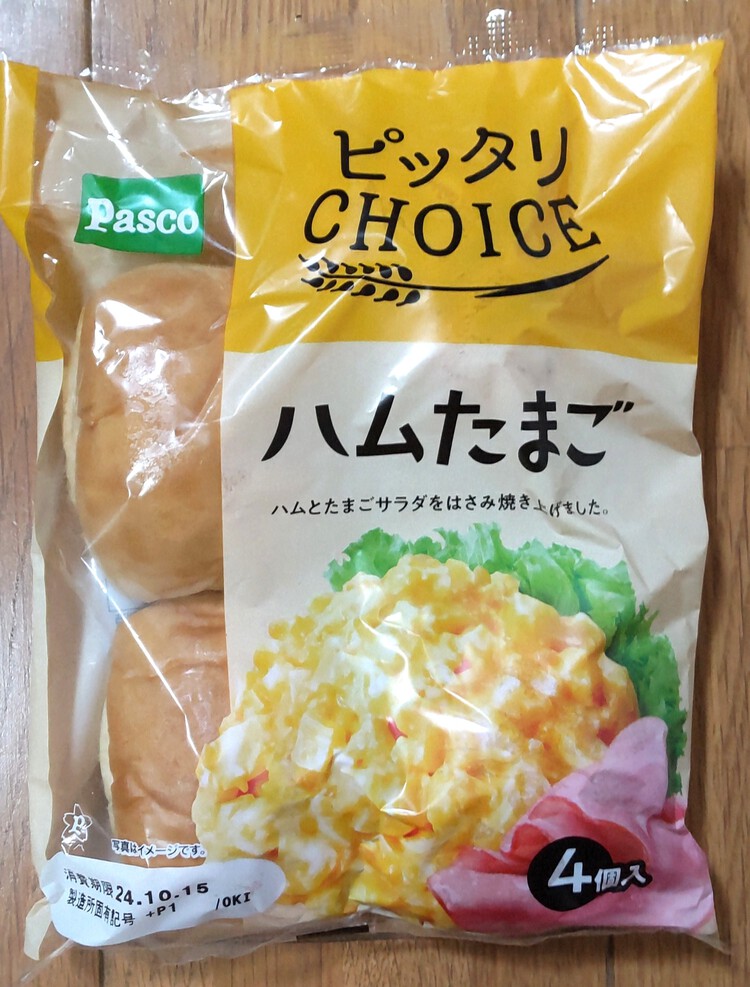 Pasco
ピッタリ
CHOICE
ハムたまご
ハムとたまごサラダをはさみ焼き上げました。
写真はイメージです。
4個入
消費期限24.10.15
製造所固有記号 +P1 /OKI